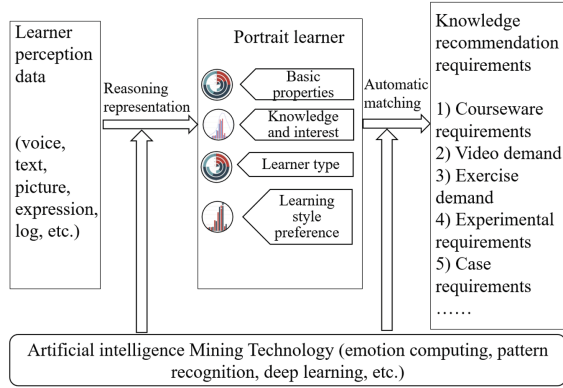 Learner
perception
data
(voice,
text,
picture,
expression,
log, etc.)
Reasoning
representation
Portrait learner
Basic
properties
Knowledge
and interest
Learner type
Learning
style
preference
Automatic
matching
Knowledge
recommendation
requirements
1) Courseware
requirements
2) Video demand
3) Exercise
demand
4) Experimental
requirements
5) Case
requirements
……
Artificial intelligence Mining Technology (emotion computing, pattern
recognition, deep learning, etc.)